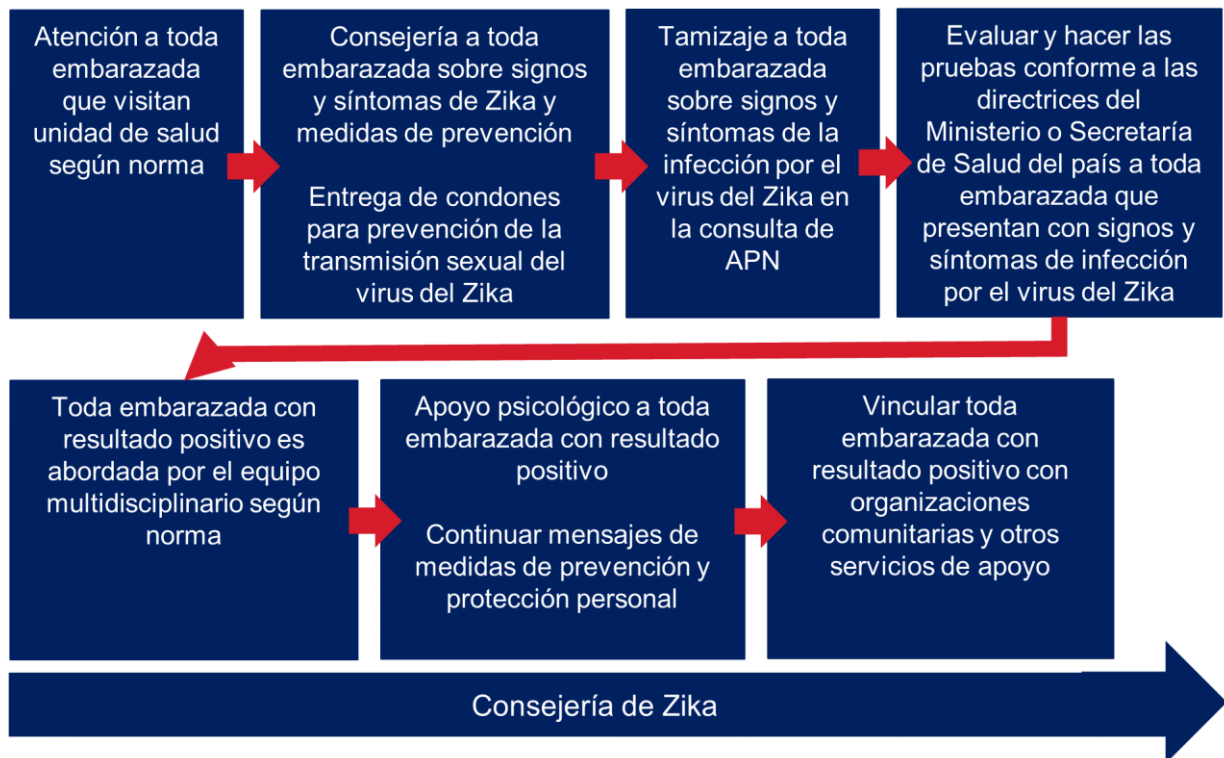 Atención a toda
embarazada
que visitan
unidad de salud
según norma
Consejería a toda
embarazada sobre signos
y síntomas de Zika y
medidas de prevención
Entrega de condones
para prevención de la
transmisión sexual del
virus del Zika
Tamizaje a toda
embarazada
sobre signos y
síntomas de la
infección por el
virus del Zika en
la consulta de
APN
Evaluar y hacer las
pruebas conforme a las
directrices del
Ministerio o Secretaría
de Salud del país a toda
embarazada que
presentan con signos y
síntomas de infección
por el virus del Zika
Toda embarazada con
resultado positivo es
abordada por el equipo
multidisciplinario según
norma
Apoyo psicológico a toda
embarazada con resultado
positivo
Continuar mensajes de
medidas de prevención y
protección personal
Vincular toda
embarazada con
resultado positivo con
organizaciones
comunitarias y otros
servicios de apoyo
Consejería de Zika